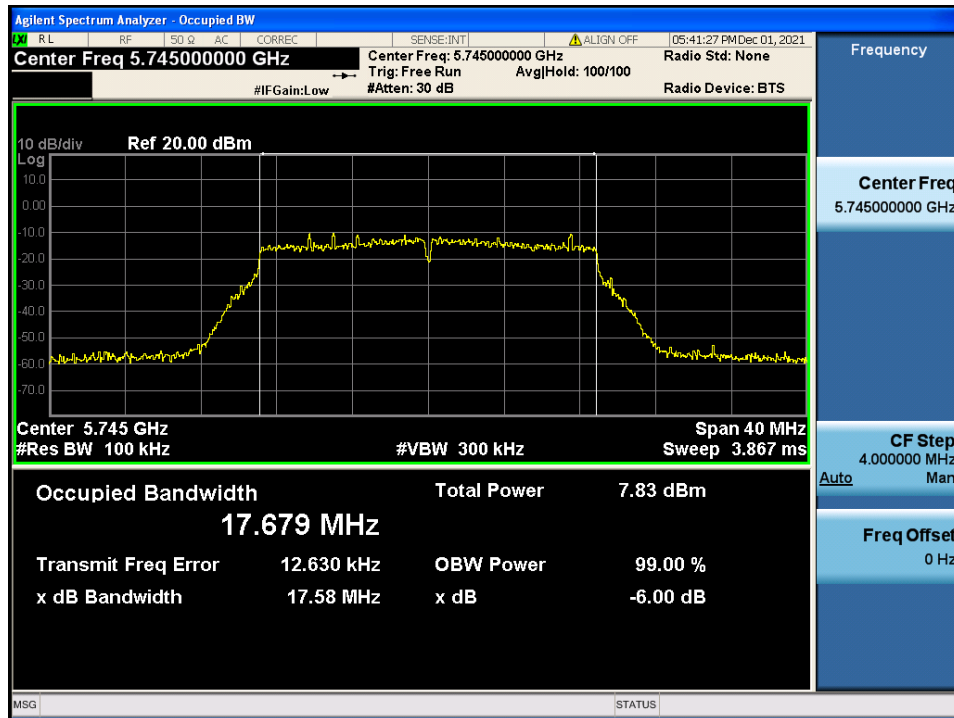 Agilent Spectrum Analyzer - Occupied BW
LXI RL RF 50 Ω AC CORREC SENSE:INT ALIGN OFF 05:41:27 PM Dec 01, 2021
Center Freq 5.745000000 GHz
Center Freq: 5.745000000 GHz Radio Std: None
Trig: Free Run Avg|Hold: 100/100
#IFGain:Low #Atten: 30 dB Radio Device: BTS
10 dB/div Ref 20.00 dBm
Log
10.0
0.00
-10.0
-20.0
-30.0
-40.0
-50.0
-60.0
-70.0
Center 5.745 GHz Span 40 MHz
#Res BW 100 kHz #VBW 300 kHz Sweep 3.867 ms
Occupied Bandwidth Total Power 7.83 dBm
17.679 MHz
Transmit Freq Error 12.630 kHz OBW Power 99.00 %
x dB Bandwidth 17.58 MHz x dB -6.00 dB
MSG STATUS
Frequency
Center Freq
5.745000000 GHz
CF Step
4.000000 MHz
Auto Man
Freq Offset
0 Hz